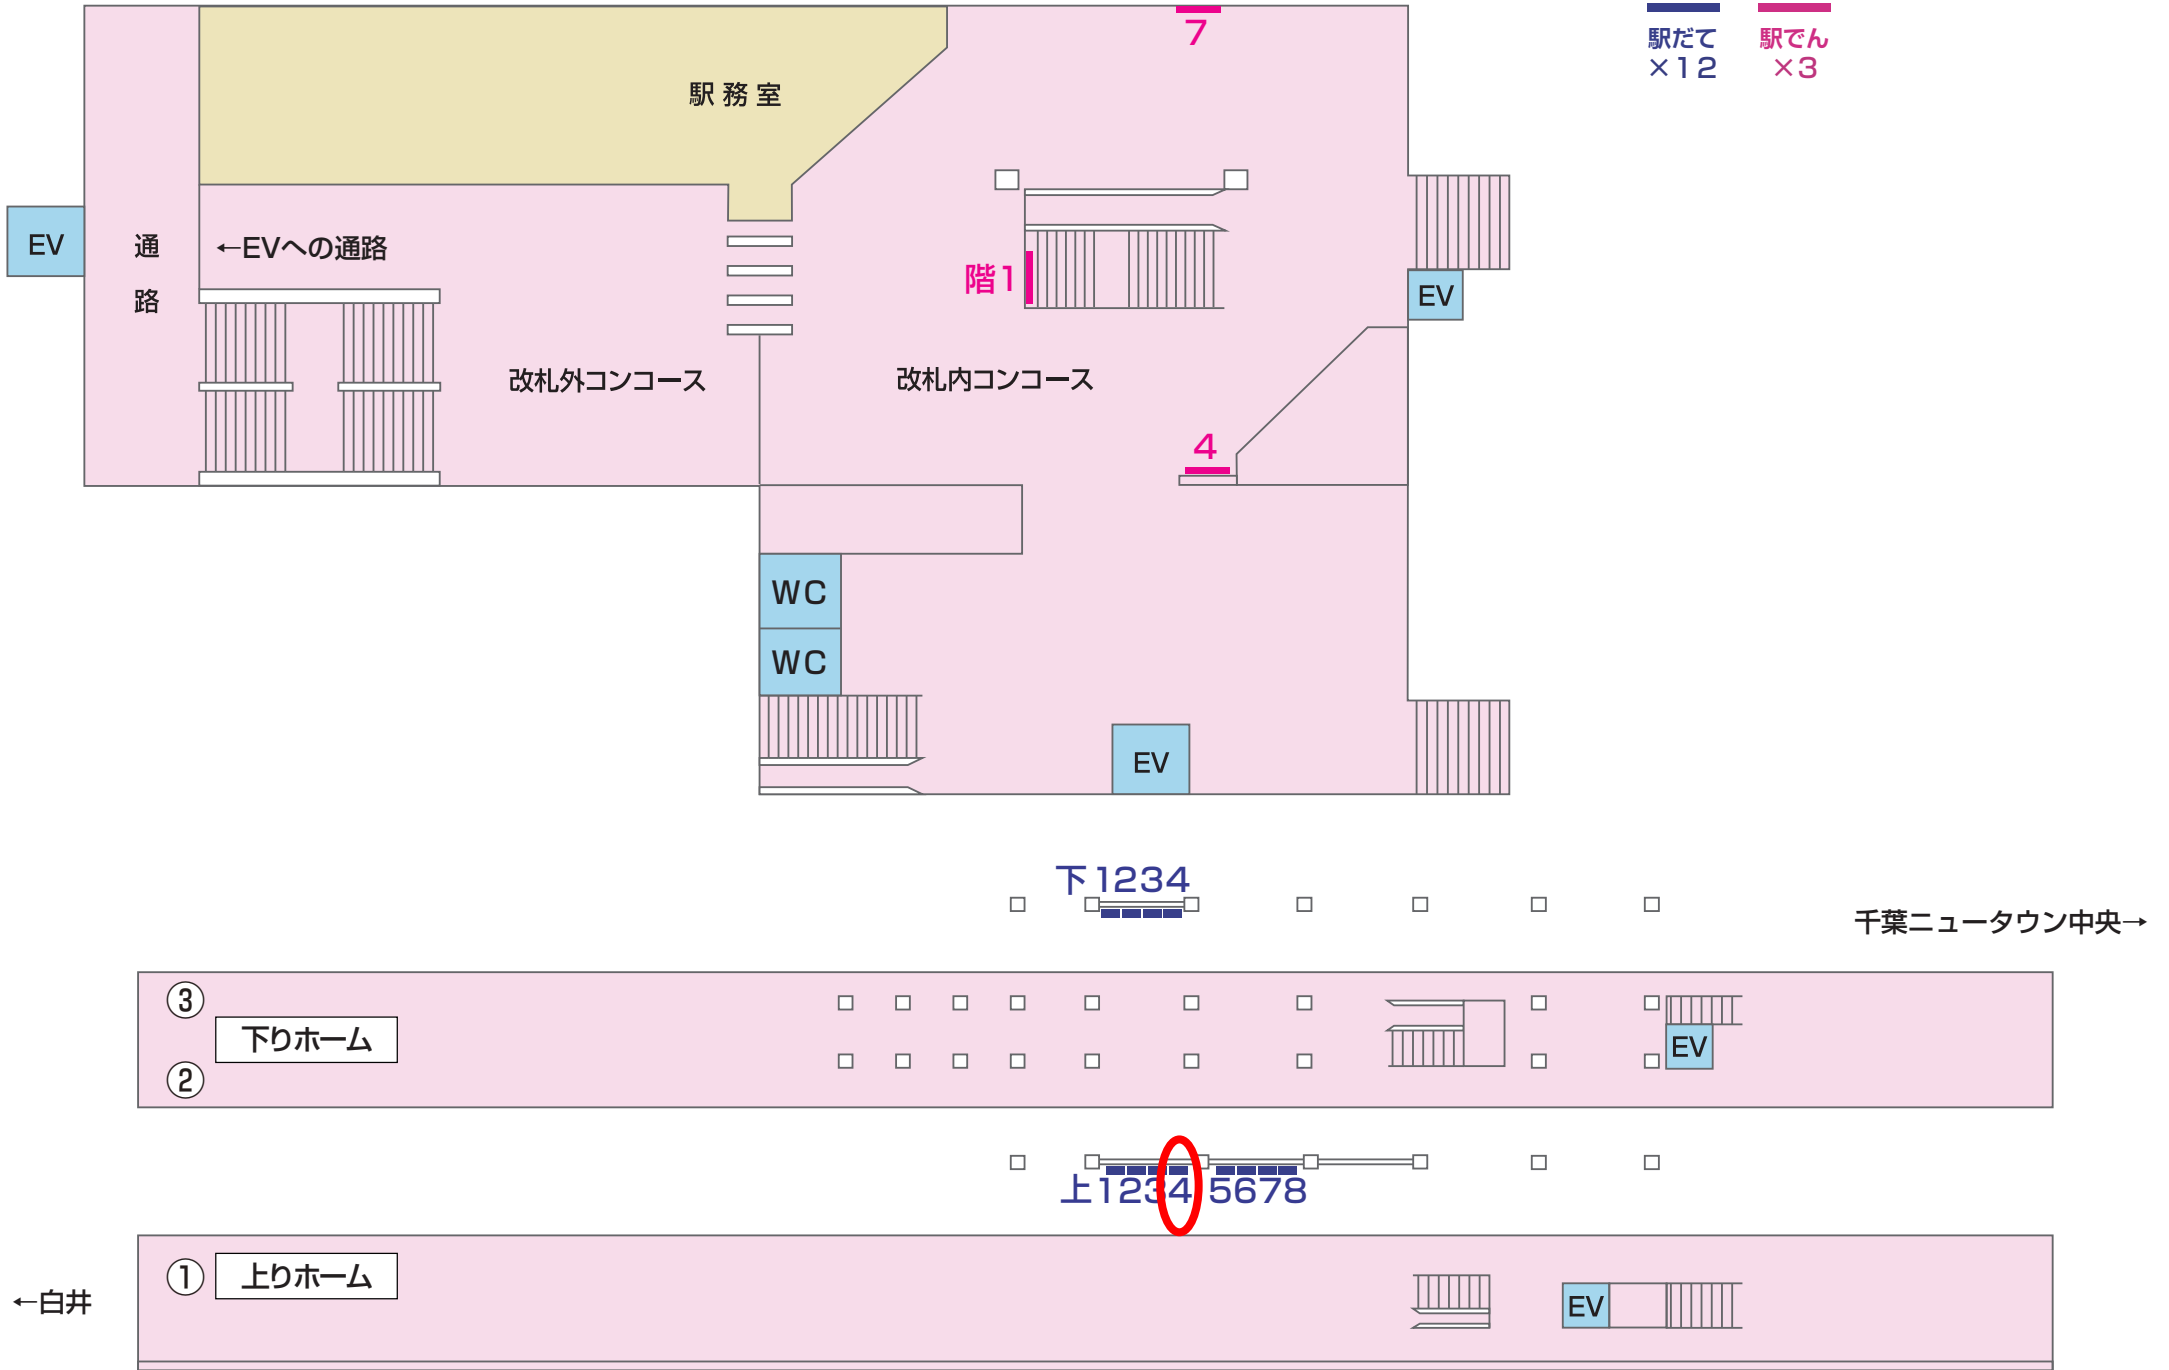 7
駅だて
×12
駅でん
×3
駅務室
EV
通路
←EVへの通路
階1
EV
改札外コンコース
改札内コンコース
4
WC
WC
EV
下1234
千葉ニュータウン中央→
③
下りホーム
②
EV
上1234 5678
①
上りホーム
←白井
EV